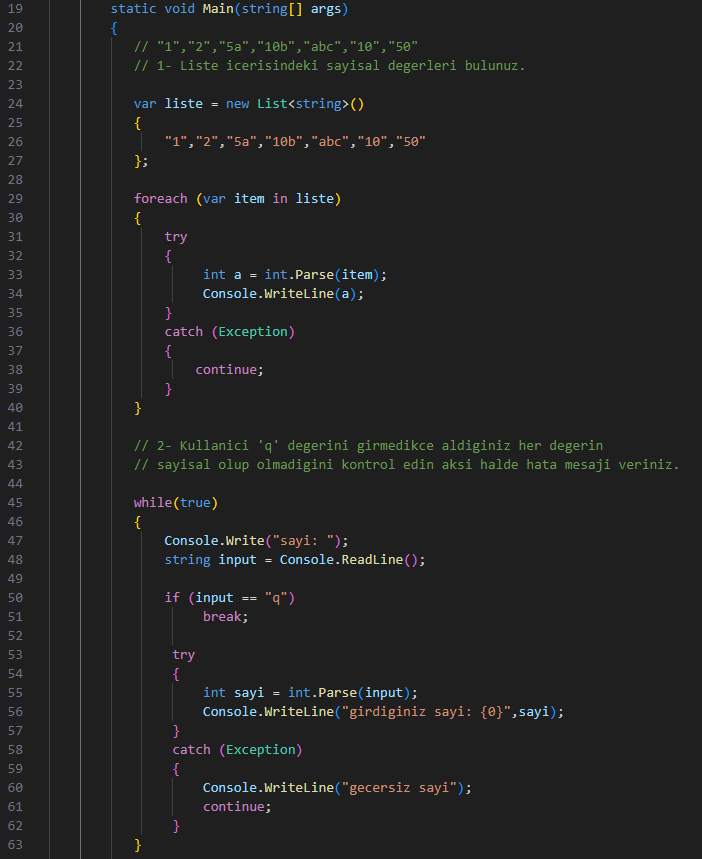 19 static void Main(string[] args)
20 {
21 // "1","2","5a","10b","abc","10","50"
22 // 1- Liste icerisindeki sayisal degerleri bulunuz.
23
24 var liste = new List<string>()
25 {
26 "1","2","5a","10b","abc","10","50"
27 };
28
29 foreach (var item in liste)
30 {
31 try
32 {
33 int a = int.Parse(item);
34 Console.WriteLine(a);
35 }
36 catch (Exception)
37 {
38 continue;
39 }
40 }
41
42 // 2- Kullanici 'q' degerini girmedikce aldiginiz her degerin
43 // sayisal olup olmadigini kontrol edin aksi halde hata mesaji veriniz.
44
45 while(true)
46 {
47 Console.Write("sayi: ");
48 string input = Console.ReadLine();
49
50 if (input == "q")
51 break;
52
53 try
54 {
55 int sayi = int.Parse(input);
56 Console.WriteLine("girdiginiz sayi: {0}",sayi);
57 }
58 catch (Exception)
59 {
60 Console.WriteLine("gecersiz sayi");
61 continue;
62 }
63 }